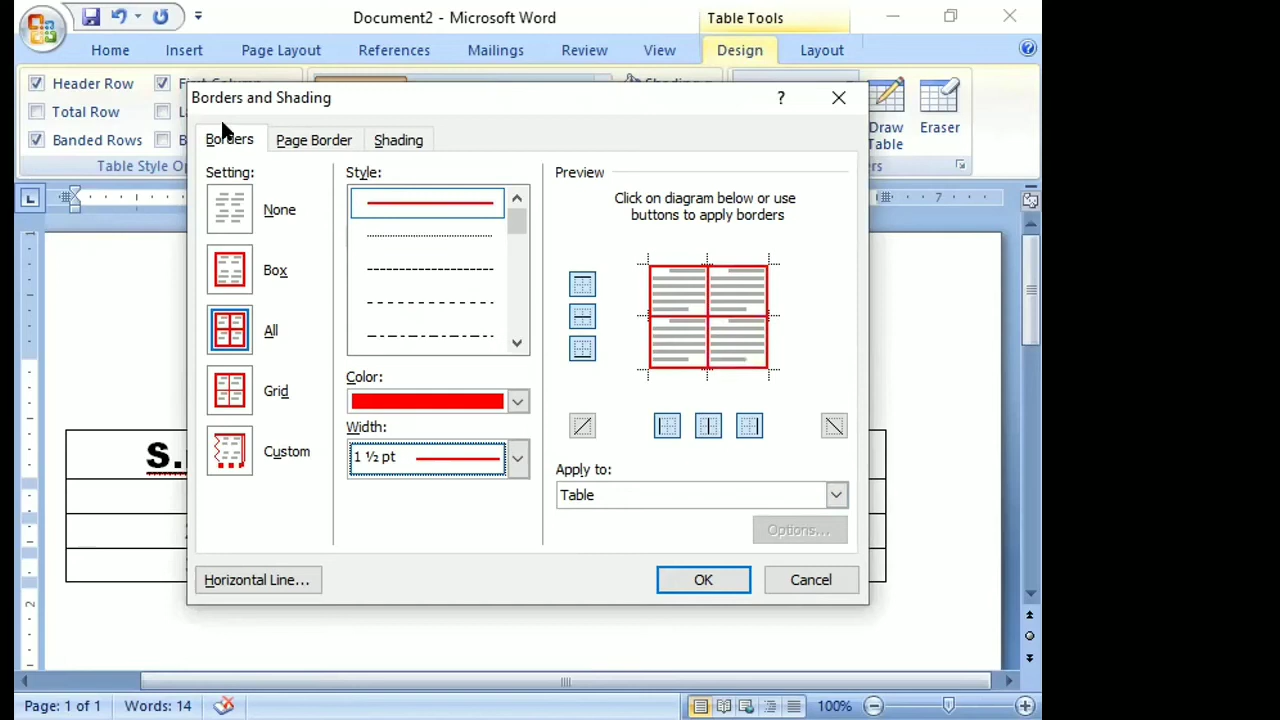 Document2 - Microsoft Word
Table Tools
Home Insert Page Layout References Mailings Review View Design Layout
Header Row
Total Row
Banded Rows
Draw
Table
Eraser
Borders and Shading
Borders Page Border Shading
Setting:
None
Box
All
Grid
Custom
Style:
Color:
Width:
1 ½ pt
Preview
Click on diagram below or use
buttons to apply borders
Apply to:
Table
Options...
Horizontal Line...
OK
Cancel
7
2
Page: 1 of 1 Words: 14 100%